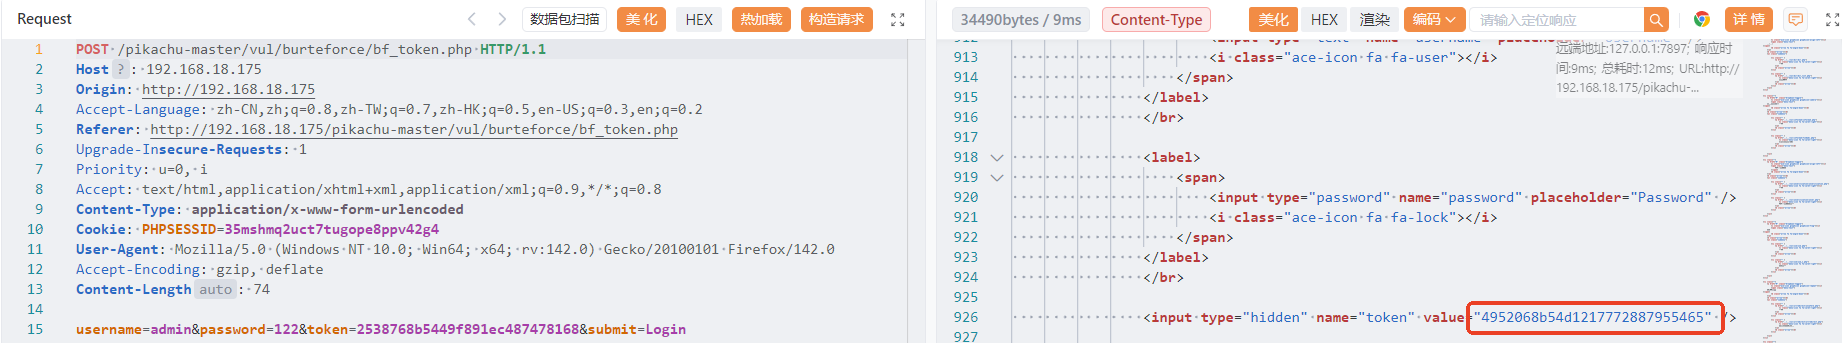 Request
数据包扫描 美化 HEX 热加载 构造请求
1 POST /pikachu-master/vul/burteforce/bf_token.php HTTP/1.1
2 Host ? : 192.168.18.175
3 Origin: http://192.168.18.175
4 Accept-Language: zh-CN,zh;q=0.8,zh-TW;q=0.7,zh-HK;q=0.5,en-US;q=0.3,en;q=0.2
5 Referer: http://192.168.18.175/pikachu-master/vul/burteforce/bf_token.php
6 Upgrade-Insecure-Requests: 1
7 Priority: u=0, i
8 Accept: text/html,application/xhtml+xml,application/xml;q=0.9,*/*;q=0.8
9 Content-Type: application/x-www-form-urlencoded
10 Cookie: PHPSESSID=35mshmq2uct7tugope8ppv42g4
11 User-Agent: Mozilla/5.0 (Windows NT 10.0; Win64; x64; rv:142.0) Gecko/20100101 Firefox/142.0
12 Accept-Encoding: gzip, deflate
13 Content-Length auto : 74
14
15 username=admin&password=122&token=2538768b5449f891ec487478168&submit=Login
34490bytes / 9ms Content-Type 美化 HEX 渲染 编码 请输入定位响应 详情
912
913 <i class="ace-icon fa fa-user"></i>
914 </span>
915 </label>
916 </br>
917
918 <label>
919 <span>
920 <input type="password" name="password" placeholder="Password" />
921 <i class="ace-icon fa fa-lock"></i>
922 </span>
923 </label>
924 </br>
925
926 <input type="hidden" name="token" value="4952068b54d1217772887955465" />
927
远端地址:127.0.0.1:7897; 响应时
间:9ms; 总耗时:12ms; URL:http://
192.168.18.175/pikachu-...